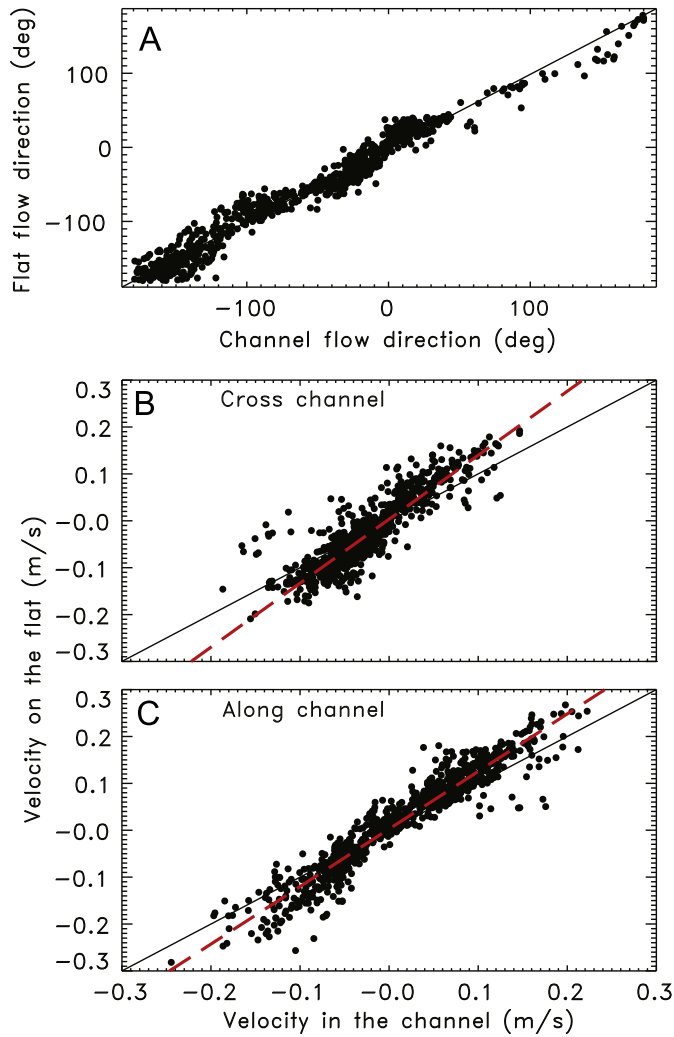 A
Flat flow direction (deg)
100
0
−100
−100 0 100
Channel flow direction (deg)
B
Cross channel
0.3
0.2
0.1
−0.0
−0.1
−0.2
−0.3
Velocity on the flat (m/s)
C
Along channel
0.3
0.2
0.1
−0.0
−0.1
−0.2
−0.3
−0.3 −0.2 −0.1 −0.0 0.1 0.2 0.3
Velocity in the channel (m/s)